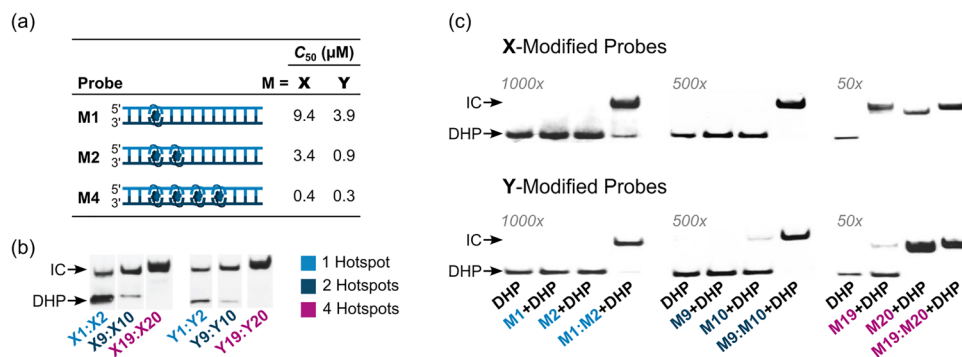 (a)
C50 (μM)
Probe M = X Y
M1 5' 3' 9.4 3.9
M2 5' 3' 3.4 0.9
M4 5' 3' 0.4 0.3
(b)
IC
DHP
X1:X2
X9:X10
X19:X20
Y1:Y2
Y9:Y10
Y19:Y20
1 Hotspot
2 Hotspots
4 Hotspots
(c)
X-Modified Probes
1000x 500x 50x
IC
DHP
Y-Modified Probes
1000x 500x 50x
IC
DHP
DHP
M1+DHP
M2+DHP
M1:M2+DHP
DHP
M9+DHP
M10+DHP
M9:M10+DHP
DHP
M19+DHP
M20+DHP
M19:M20+DHP